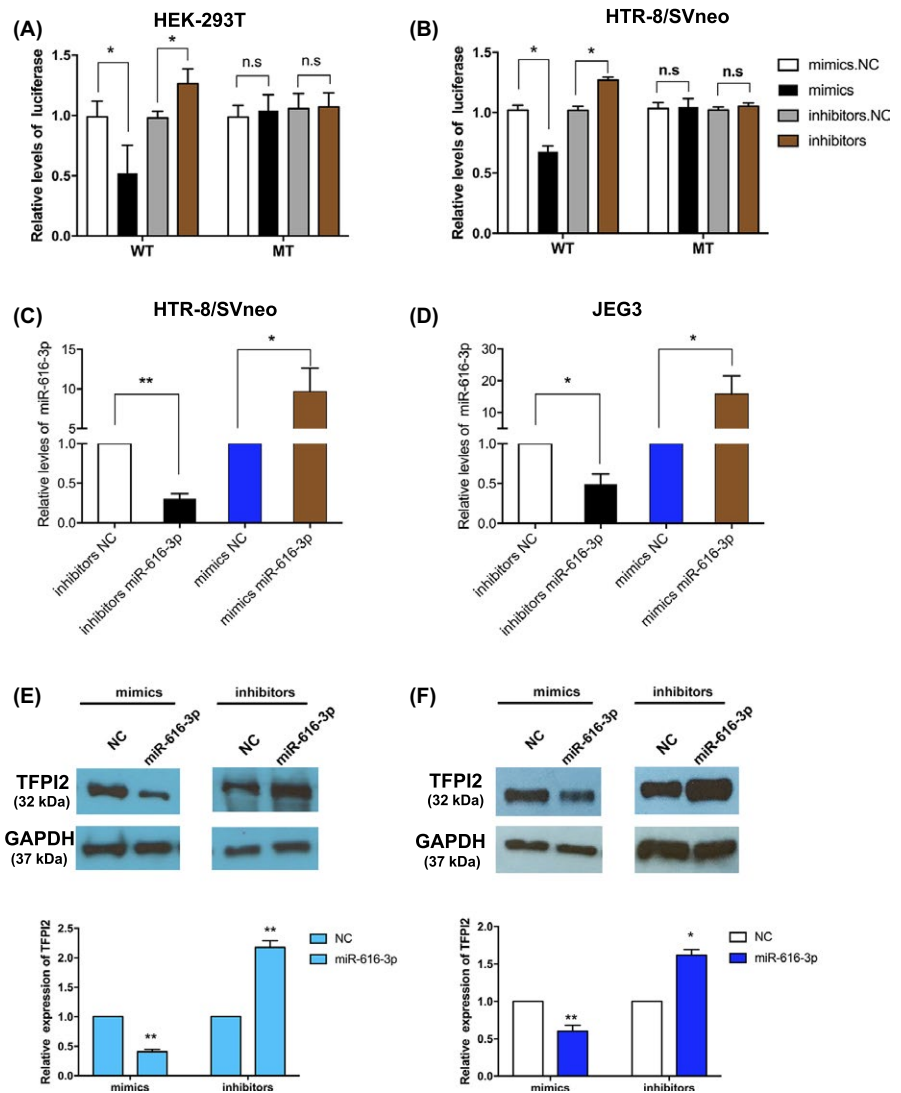 (A)
HEK-293T
Relative levels of luciferase
1.5
1.0
0.5
0.0
*
*
n.s
n.s
WT
MT
(B)
HTR-8/SVneo
Relative levels of luciferase
1.5
1.0
0.5
0.0
*
*
n.s
n.s
WT
MT
mimics.NC
mimics
inhibitors.NC
inhibitors
(C)
HTR-8/SVneo
Relative levles of miR-616-3p
15
10
5
1.0
0.5
0.0
**
*
inhibitors NC
inhibitors miR-616-3p
mimics NC
mimics miR-616-3p
(D)
JEG3
Relative levles of miR-616-3p
30
20
10
1.0
0.5
0.0
*
*
inhibitors NC
inhibitors miR-616-3p
mimics NC
mimics miR-616-3p
(E)
mimics
inhibitors
NC
miR-616-3p
NC
miR-616-3p
TFPI2
(32 kDa)
GAPDH
(37 kDa)
Relative expression of TFPI2
2.5
2.0
1.5
1.0
0.5
0.0
**
**
mimics
inhibitors
NC
miR-616-3p
(F)
mimics
inhibitors
NC
miR-616-3p
NC
miR-616-3p
TFPI2
(32 kDa)
GAPDH
(37 kDa)
Relative expression of TFPI2
2.0
1.5
1.0
0.5
0.0
**
*
mimics
inhibitors
NC
miR-616-3p